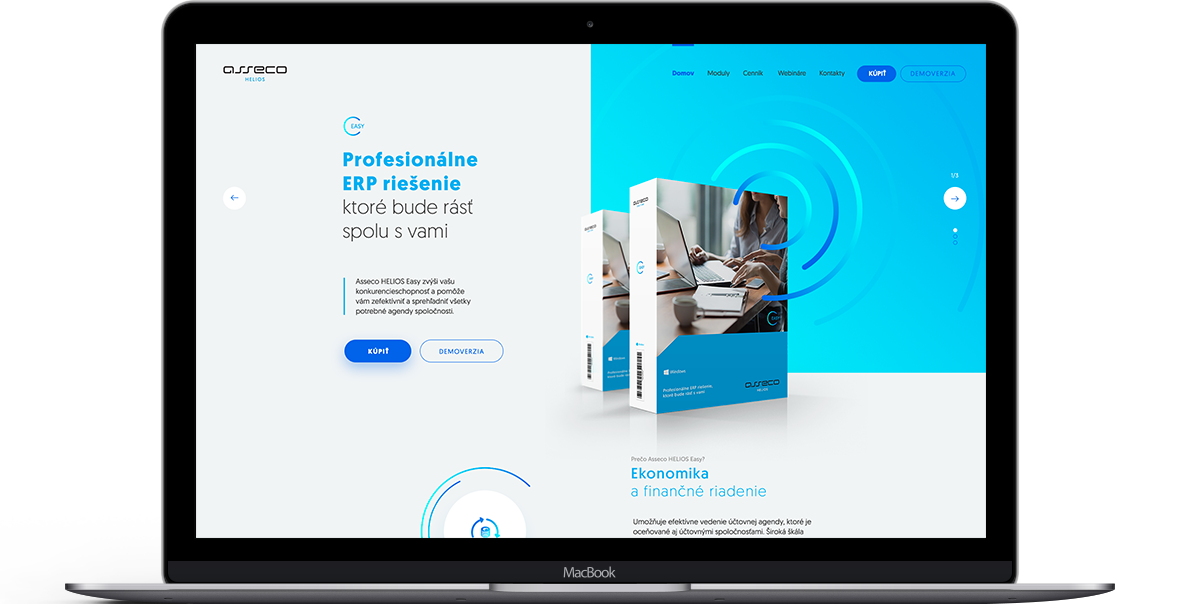 asseco
HELIOS
Domov Moduly Cenník Webináre Kontakty KÚPIŤ DEMOVERZIA
EASY
Profesionálne
ERP riešenie
ktoré bude rásť
spolu s vami
1/3
Asseco HELIOS Easy zvýši vašu
konkurencieschopnosť a pomôže
vám zefektívniť a sprehľadniť všetky
potrebné agendy spoločnosti.
KÚPIŤ DEMOVERZIA
asseco
asseco
EASY
Windows
Windows
Profesionálne ERP riešenie,
ktoré bude rásť s vami
asseco
HELIOS
Prečo Asseco HELIOS Easy?
Ekonomika
a finančné riadenie
Umožňuje efektívne vedenie účtovnej agendy, ktoré je
oceňované aj účtovnými spoločnosťami. Široká škála
MacBook